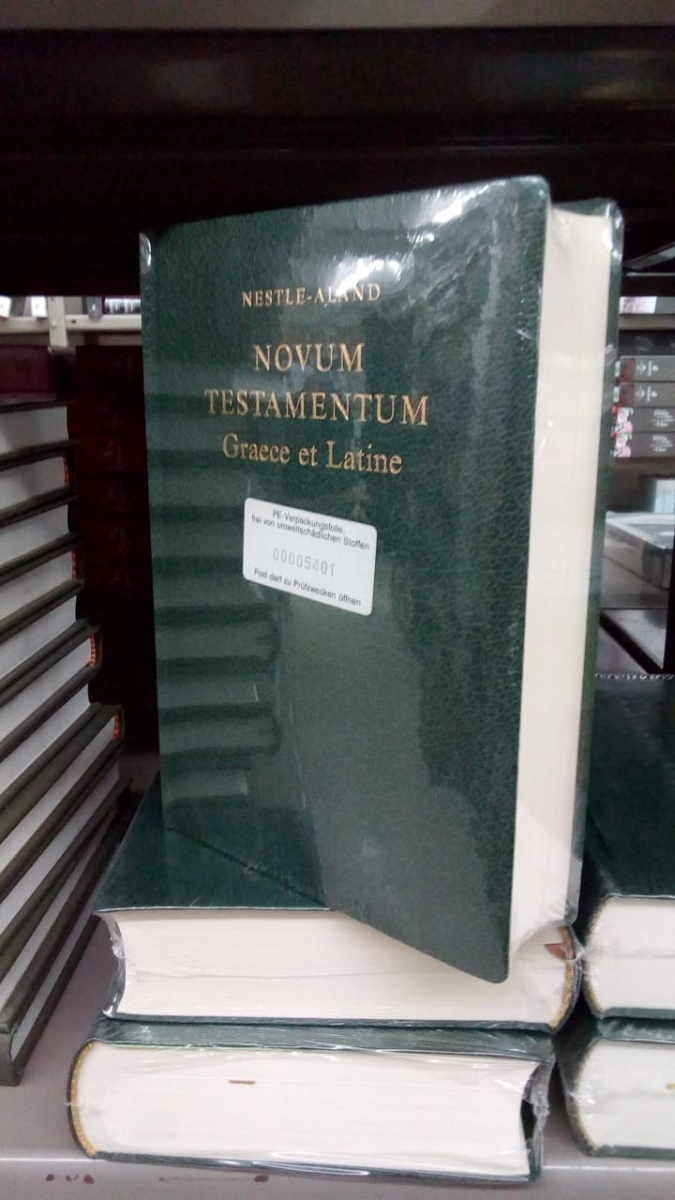 NESTLE-ALAND
NOVUM
TESTAMENTUM
Graece et Latine
PE-Verpackungsfolie,
frei von umweltschädlichen Stoffen
00005401
Post darf zu Prüfzwecken öffnen